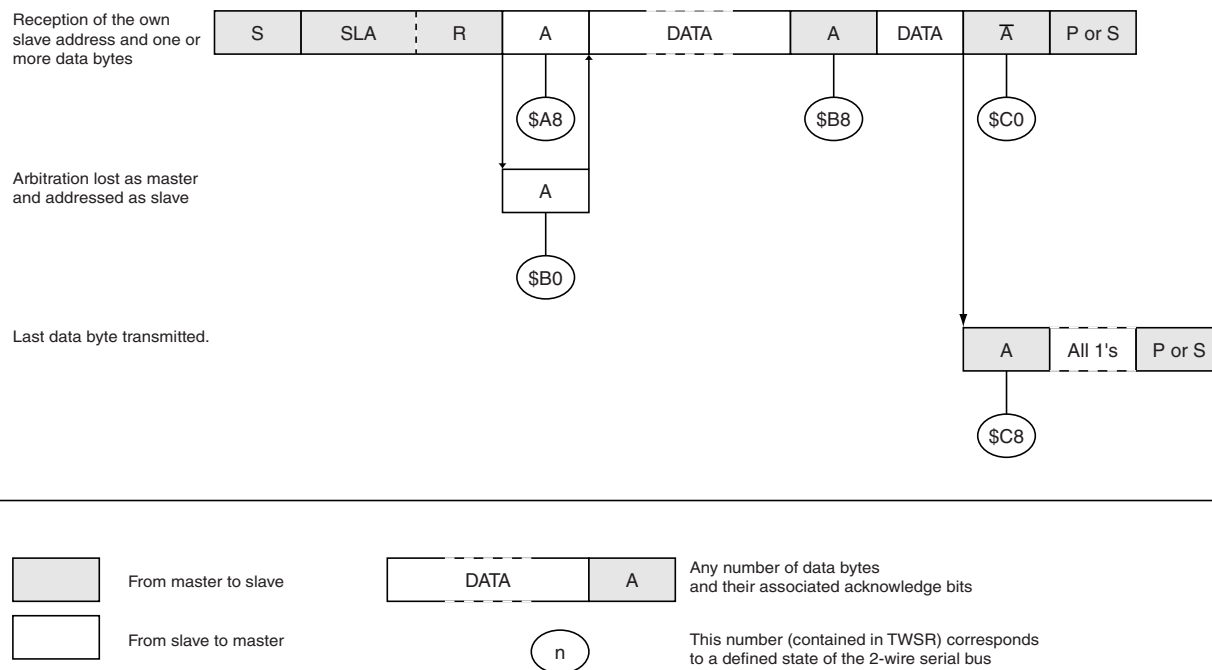 Reception of the own
slave address and one or
more data bytes
S SLA R A DATA A DATA A̅ P or S
$A8 $B8 $C0
Arbitration lost as master
and addressed as slave
A
$B0
Last data byte transmitted.
A All 1's P or S
$C8
From master to slave
DATA A
Any number of data bytes
and their associated acknowledge bits
From slave to master
n
This number (contained in TWSR) corresponds
to a defined state of the 2-wire serial bus